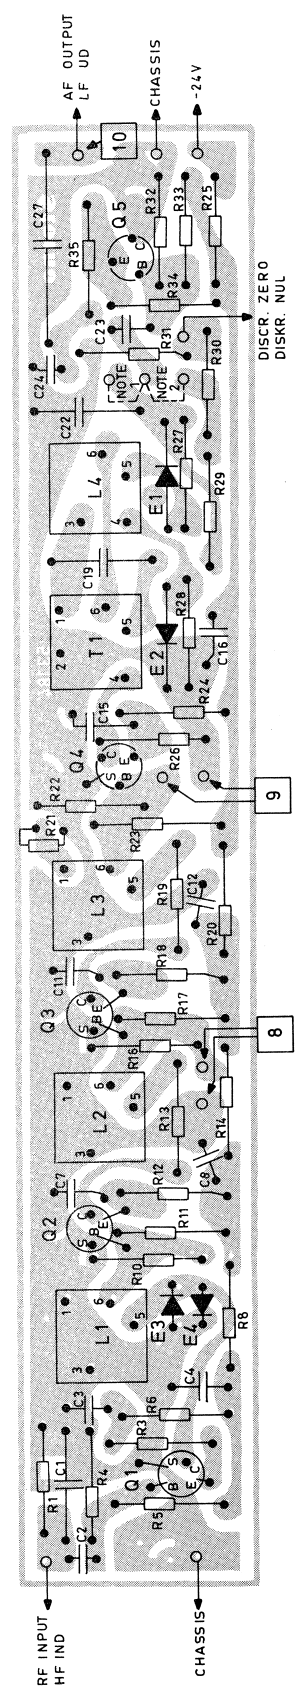 AF OUTPUT
LF UD
10
CHASSIS
-24V
C27
R35
Q5
E
C
B
R32
R33
R25
R34
C23
R31
DISCR. ZERO
DISKR. NUL
C24
NOTE
1
NOTE
2
R30
C22
L4
6
5
3
4
E1
R27
R29
C19
T1
1
2
6
5
4
E2
R28
C16
R24
C15
Q4
S
C
B
E
R26
9
R22
R21
R23
L3
1
3
5
R19
C12
R20
R18
C11
Q3
S
C
B
E
R17
R16
8
L2
1
6
5
3
R13
R14
C8
R12
C7
Q2
S
C
B
E
R11
R10
L1
1
6
5
3
E3
E4
R8
C4
C3
R6
R3
Q1
S
B
C
E
R5
R1
C1
R4
C2
RF INPUT
HF IND
CHASSIS